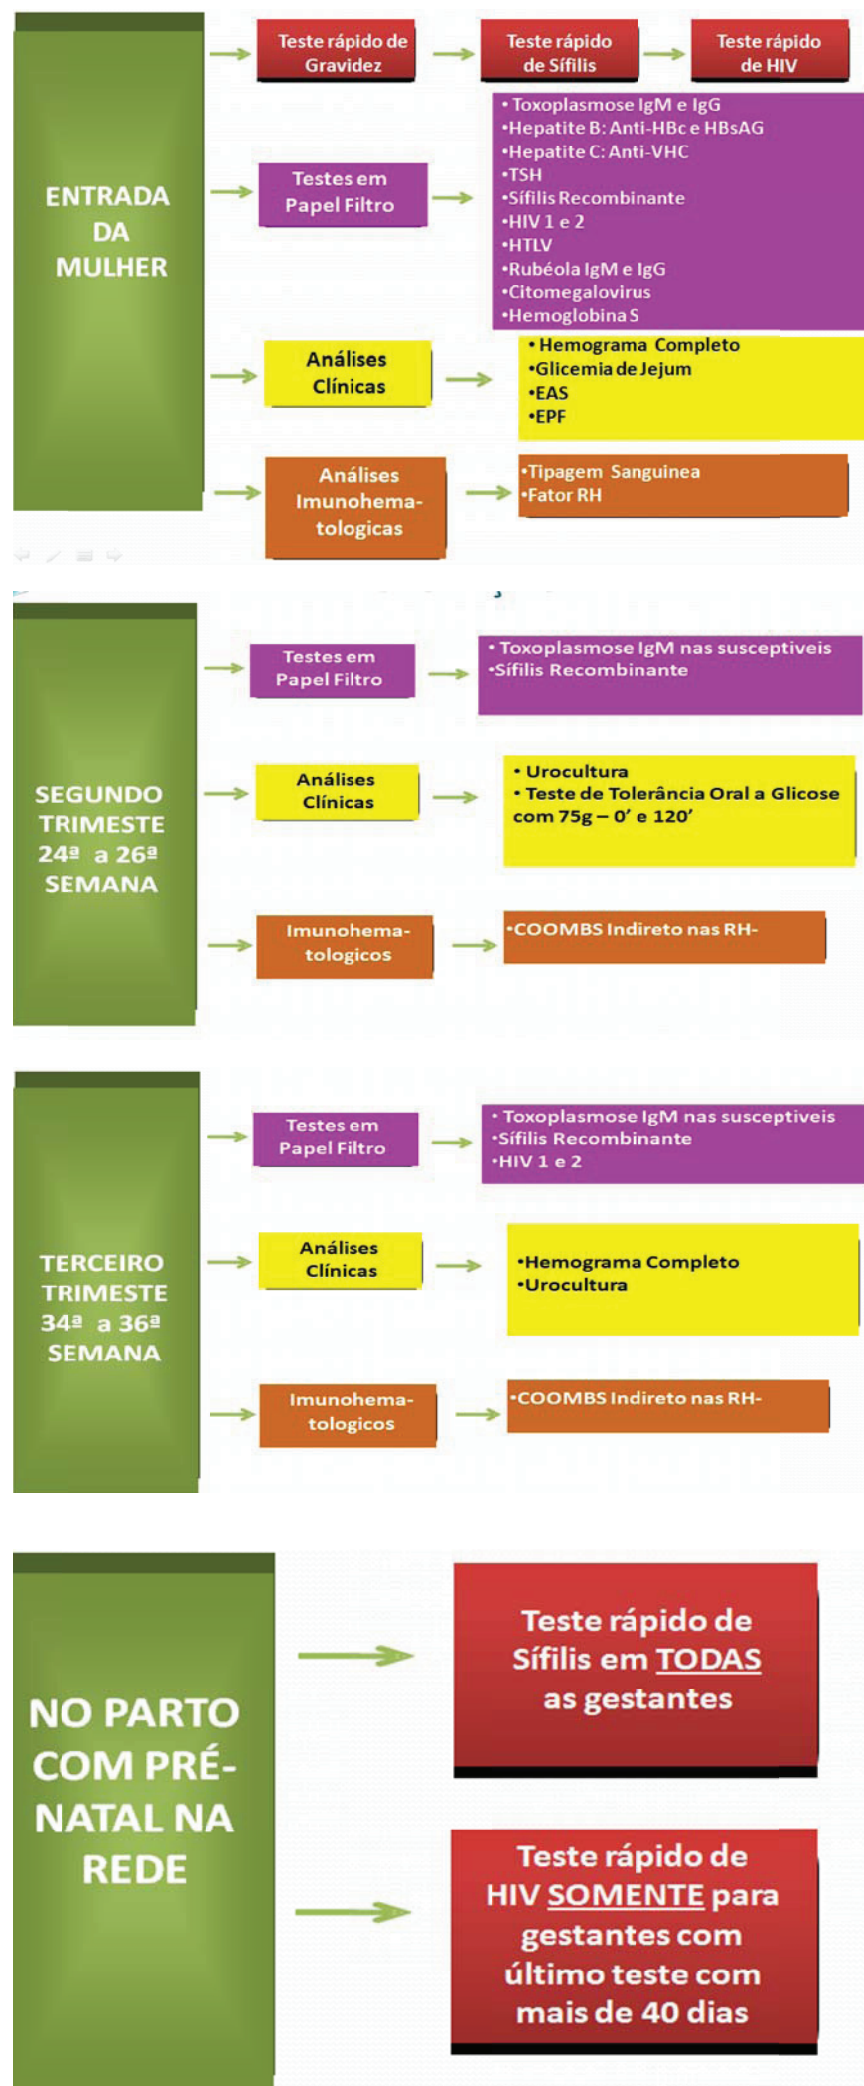 Teste rápido de
Gravidez
Teste rápido
de Sífilis
Teste rápido
de HIV
ENTRADA
DA
MULHER
Testes em
Papel Filtro
• Toxoplasmose IgM e IgG
•Hepatite B: Anti-HBc e HBsAG
•Hepatite C: Anti-VHC
•TSH
•Sífilis Recombinante
•HIV 1 e 2
•HTLV
•Rubéola IgM e IgG
•Citomegalovirus
•Hemoglobina S
Análises
Clínicas
• Hemograma Completo
•Glicemia de Jejum
•EAS
•EPF
Análises
Imunohema-
tologicas
•Tipagem Sanguinea
•Fator RH
SEGUNDO
TRIMESTE
24ª a 26ª
SEMANA
Testes em
Papel Filtro
• Toxoplasmose IgM nas susceptiveis
•Sífilis Recombinante
Análises
Clínicas
• Urocultura
• Teste de Tolerância Oral a Glicose
com 75g – 0’ e 120’
Imunohema-
tologicos
•COOMBS Indireto nas RH-
TERCEIRO
TRIMESTE
34ª a 36ª
SEMANA
Testes em
Papel Filtro
• Toxoplasmose IgM nas susceptiveis
•Sífilis Recombinante
•HIV 1 e 2
Análises
Clínicas
•Hemograma Completo
•Urocultura
Imunohema-
tologicos
•COOMBS Indireto nas RH-
NO PARTO
COM PRÉ-
NATAL NA
REDE
Teste rápido de
Sífilis em TODAS
as gestantes
Teste rápido de
HIV SOMENTE para
gestantes com
último teste com
mais de 40 dias